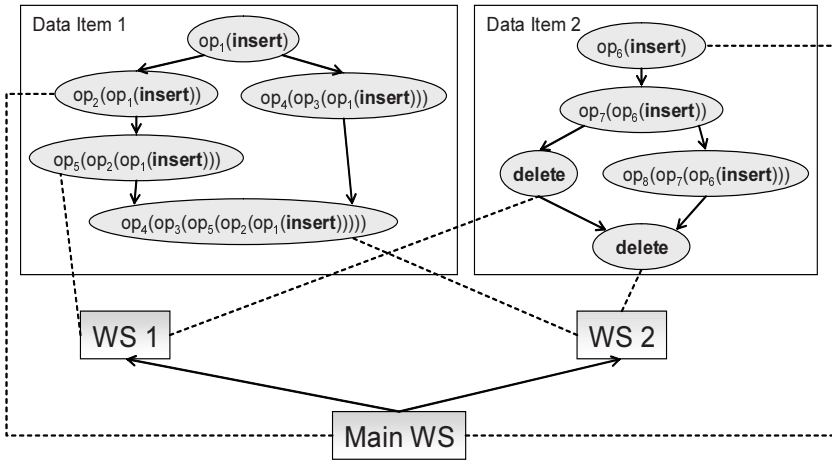 Data Item 1
op₁(insert)
op₂(op₁(insert))
op₄(op₃(op₁(insert)))
op₅(op₂(op₁(insert)))
op₄(op₃(op₅(op₂(op₁(insert)))))
Data Item 2
op₆(insert)
op₇(op₆(insert))
delete
op₈(op₇(op₆(insert)))
delete
WS 1
WS 2
Main WS